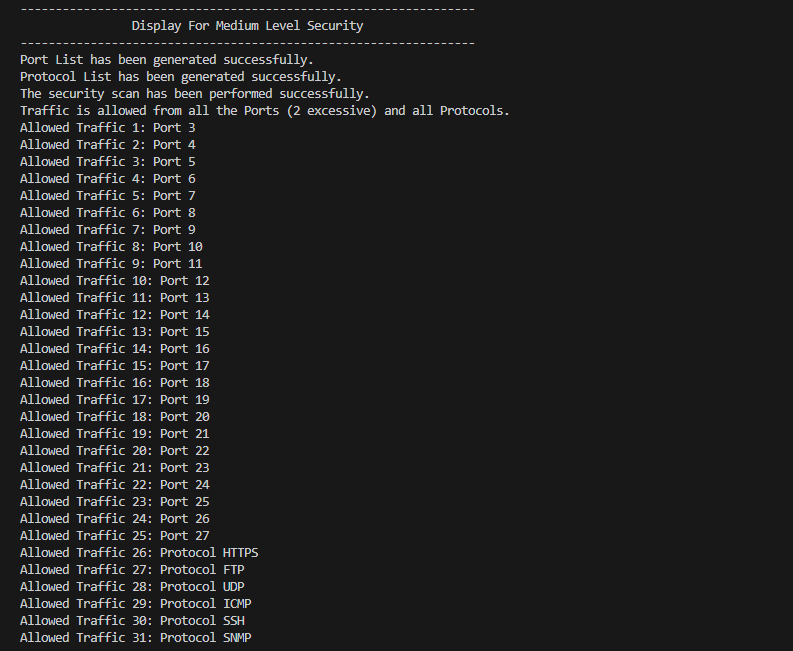 -----------------------------------------------------------------
Display For Medium Level Security
-----------------------------------------------------------------
Port List has been generated successfully.
Protocol List has been generated successfully.
The security scan has been performed successfully.
Traffic is allowed from all the Ports (2 excessive) and all Protocols.
Allowed Traffic 1: Port 3
Allowed Traffic 2: Port 4
Allowed Traffic 3: Port 5
Allowed Traffic 4: Port 6
Allowed Traffic 5: Port 7
Allowed Traffic 6: Port 8
Allowed Traffic 7: Port 9
Allowed Traffic 8: Port 10
Allowed Traffic 9: Port 11
Allowed Traffic 10: Port 12
Allowed Traffic 11: Port 13
Allowed Traffic 12: Port 14
Allowed Traffic 13: Port 15
Allowed Traffic 14: Port 16
Allowed Traffic 15: Port 17
Allowed Traffic 16: Port 18
Allowed Traffic 17: Port 19
Allowed Traffic 18: Port 20
Allowed Traffic 19: Port 21
Allowed Traffic 20: Port 22
Allowed Traffic 21: Port 23
Allowed Traffic 22: Port 24
Allowed Traffic 23: Port 25
Allowed Traffic 24: Port 26
Allowed Traffic 25: Port 27
Allowed Traffic 26: Protocol HTTPS
Allowed Traffic 27: Protocol FTP
Allowed Traffic 28: Protocol UDP
Allowed Traffic 29: Protocol ICMP
Allowed Traffic 30: Protocol SSH
Allowed Traffic 31: Protocol SNMP